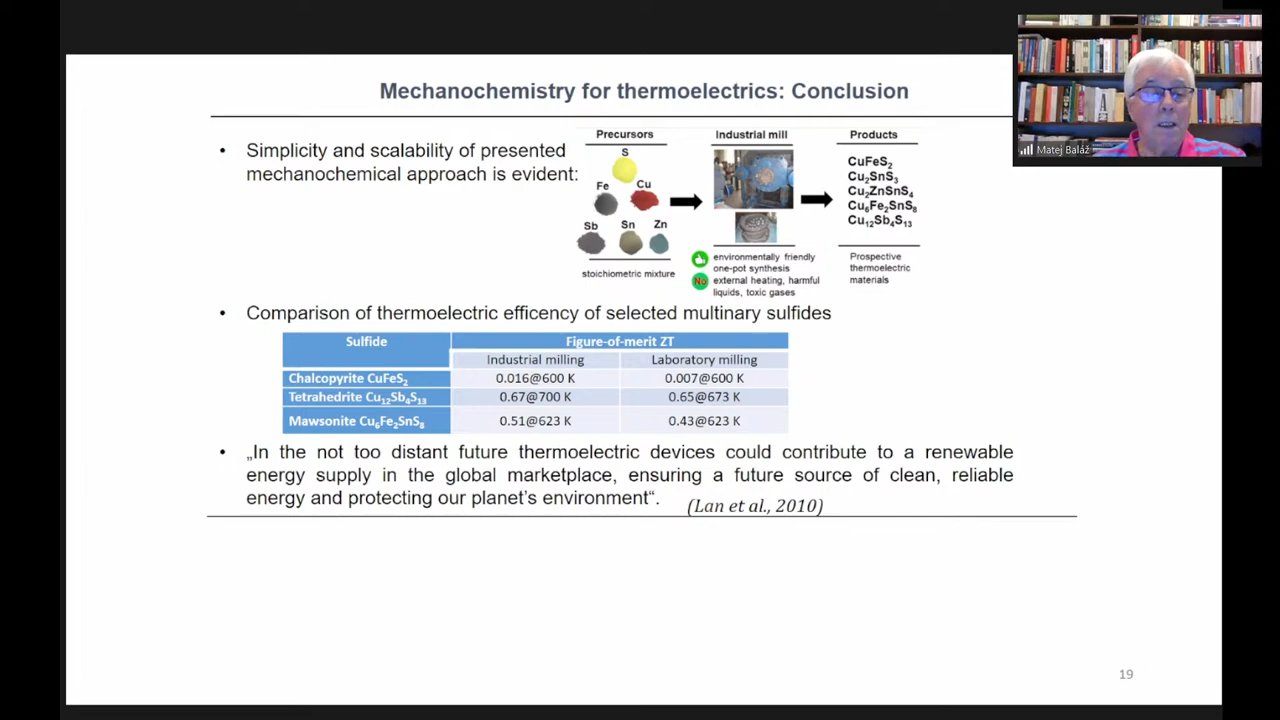 Mechanochemistry for thermoelectrics: Conclusion
• Simplicity and scalability of presented
mechanochemical approach is evident:
Precursors
S
Fe
Cu
Sb
Sn
Zn
stoichiometric mixture
Industrial mill
environmentally friendly
one-pot synthesis
No
external heating, harmful
liquids, toxic gases
Products
CuFeS₂
Cu₂SnS₃
Cu₂ZnSnS₄
Cu₆Fe₂SnS₈
Cu₁₂Sb₄S₁₃
Prospective
thermoelectric
materials
• Comparison of thermoelectric efficency of selected multinary sulfides
Sulfide Figure-of-merit ZT
Industrial milling Laboratory milling
Chalcopyrite CuFeS₂ 0.016@600 K 0.007@600 K
Tetrahedrite Cu₁₂Sb₄S₁₃ 0.67@700 K 0.65@673 K
Mawsonite Cu₆Fe₂SnS₈ 0.51@623 K 0.43@623 K
• „In the not too distant future thermoelectric devices could contribute to a renewable
energy supply in the global marketplace, ensuring a future source of clean, reliable
energy and protecting our planet's environment“. (Lan et al., 2010)
19
Matej Baláž